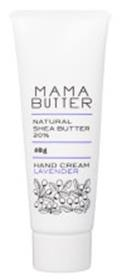 MAMA
BUTTER
NATURAL
SHEA BUTTER
20%
40g
HAND CREAM
LAVENDER